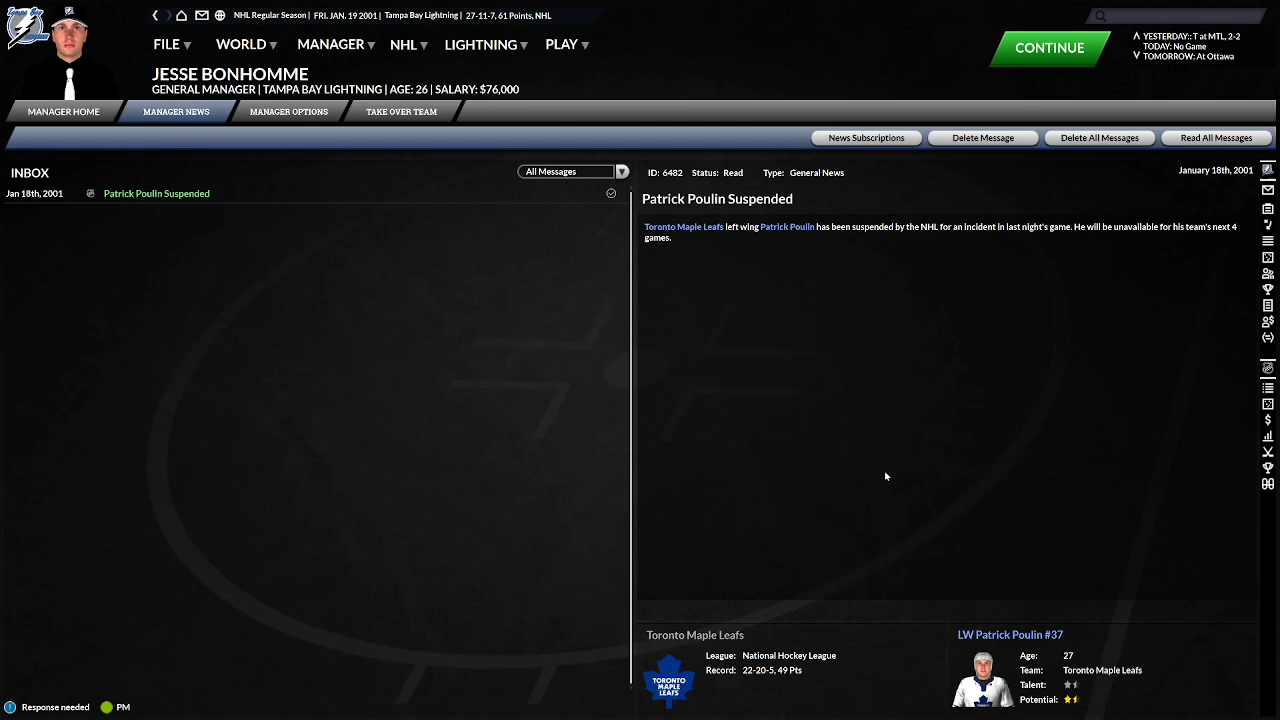 NHL Regular Season | FRI. JAN. 19 2001 | Tampa Bay Lightning | 27-11-7, 61 Points, NHL
FILE WORLD MANAGER NHL LIGHTNING PLAY
CONTINUE
YESTERDAY:: T at MTL, 2-2
TODAY: No Game
TOMORROW: At Ottawa
JESSE BONHOMME
GENERAL MANAGER | TAMPA BAY LIGHTNING | AGE: 26 | SALARY: $76,000
MANAGER HOME MANAGER NEWS MANAGER OPTIONS TAKE OVER TEAM
News Subscriptions Delete Message Delete All Messages Read All Messages
INBOX
All Messages
Jan 18th, 2001 Patrick Poulin Suspended
ID: 6482 Status: Read Type: General News
January 18th, 2001
Patrick Poulin Suspended
Toronto Maple Leafs left wing Patrick Poulin has been suspended by the NHL for an incident in last night's game. He will be unavailable for his team's next 4
games.
Toronto Maple Leafs
League: National Hockey League
Record: 22-20-5, 49 Pts
TORONTO
MAPLE
LEAFS
LW Patrick Poulin #37
Age: 27
Team: Toronto Maple Leafs
Talent:
Potential:
Response needed PM